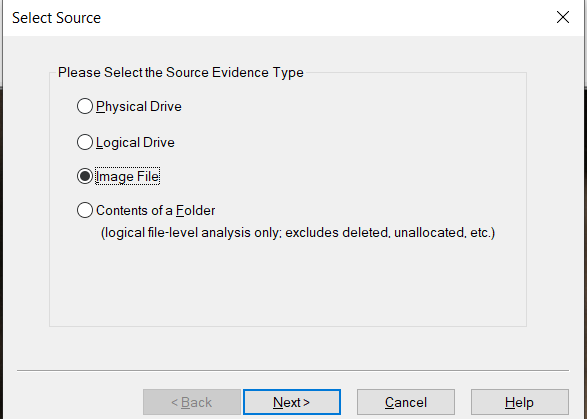 Select Source
Please Select the Source Evidence Type
Physical Drive
Logical Drive
Image File
Contents of a Folder
(logical file-level analysis only; excludes deleted, unallocated, etc.)
< Back Next > Cancel Help